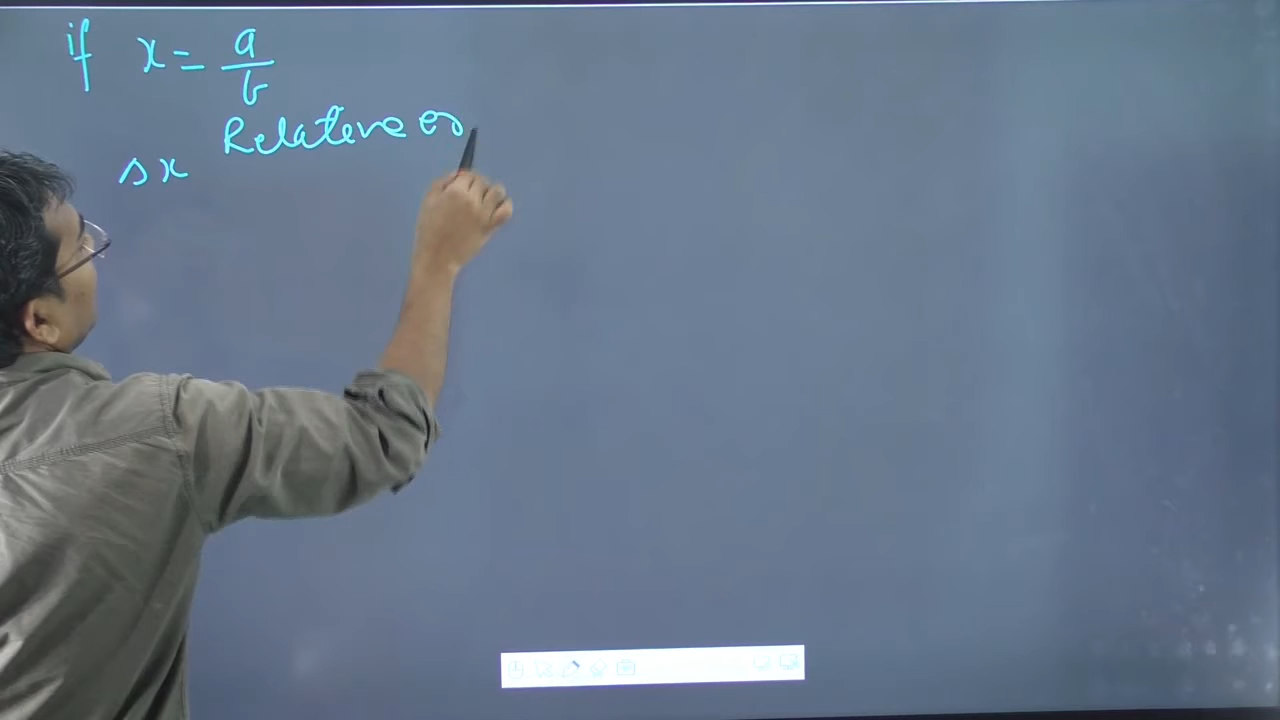 if x = a/b
Relative er
Δx